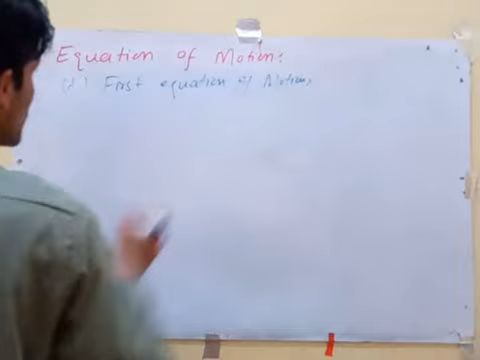 Equation of Motion:
(1) First equation of Motion,